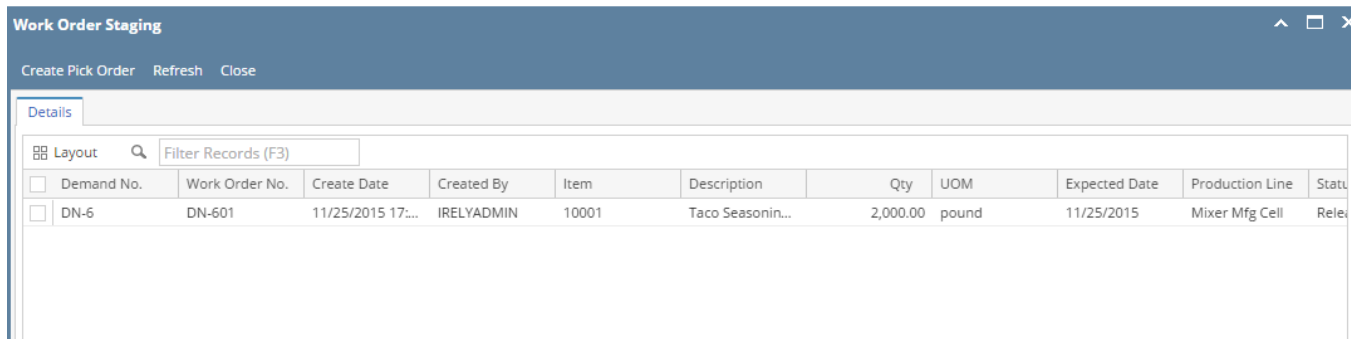 Work Order Staging
Create Pick Order Refresh Close
Details
Layout Filter Records (F3)
Demand No. Work Order No. Create Date Created By Item Description Qty UOM Expected Date Production Line Statu
DN-6 DN-601 11/25/2015 17:... IRELYADMIN 10001 Taco Seasonin... 2,000.00 pound 11/25/2015 Mixer Mfg Cell Relea